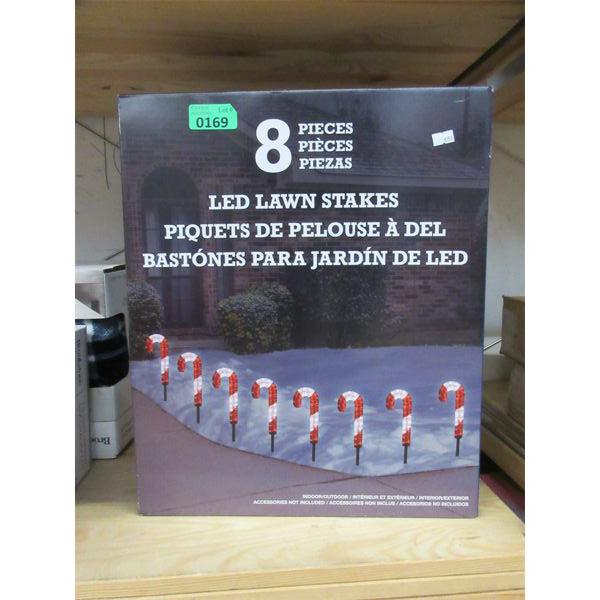 Lot #
0169
8 PIECES
PIÈCES
PIEZAS
LED LAWN STAKES
PIQUETS DE PELOUSE À DEL
BASTÓNES PARA JARDÍN DE LED
INDOOR/OUTDOOR / INTÉRIEUR ET EXTÉRIEUR / INTERIOR/EXTERIOR
ACCESSORIES NOT INCLUDED / ACCESSOIRES NON INCLUS / ACCESORIOS NO INCLUIDOS